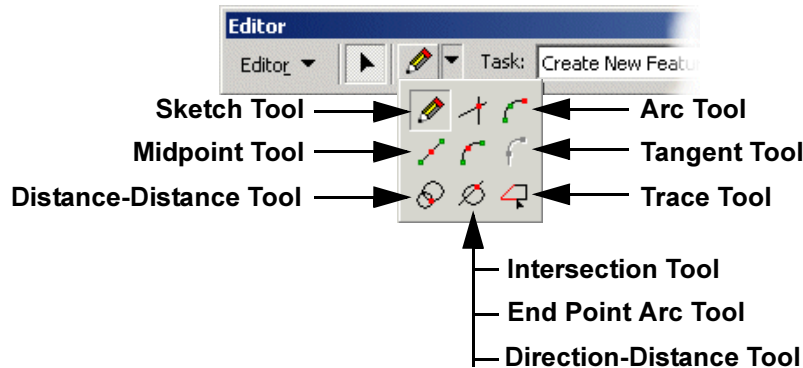 Editor
Editor Task: Create New Featu
Sketch Tool Arc Tool
Midpoint Tool Tangent Tool
Distance-Distance Tool Trace Tool
Intersection Tool
End Point Arc Tool
Direction-Distance Tool